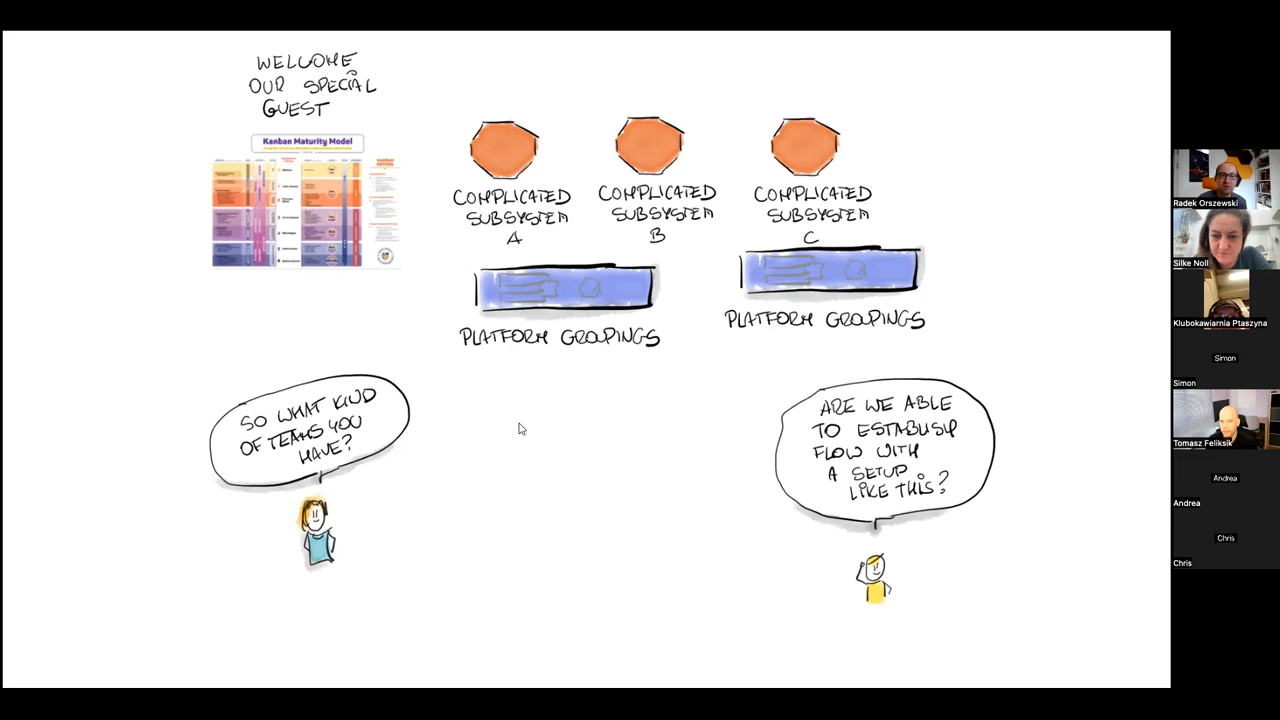 WELCOME
OUR SPECIAL
GUEST
Kanban Maturity Model
COMPLICATED
SUBSYSTEM
A
COMPLICATED
SUBSYSTEM
B
COMPLICATED
SUBSYSTEM
C
PLATFORM GROUPINGS
PLATFORM GROUPINGS
SO WHAT KIND
OF TEAMS YOU
HAVE?
ARE WE ABLE
TO ESTABLISH
FLOW WITH
A SETUP
LIKE THIS?
Radek Orszewski
Silke Noll
Klubokawiarnia Ptaszyna
Simon
Simon
Tomasz Feliksik
Andrea
Andrea
Chris
Chris